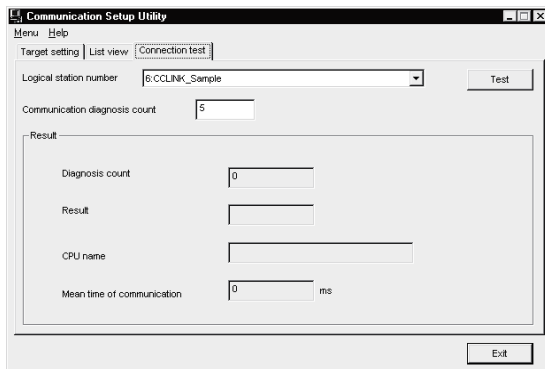 Communication Setup Utility
Menu Help
Target setting List view Connection test
Logical station number 6:CCLINK_Sample Test
Communication diagnosis count 5
Result
Diagnosis count 0
Result
CPU name
Mean time of communication 0 ms
Exit